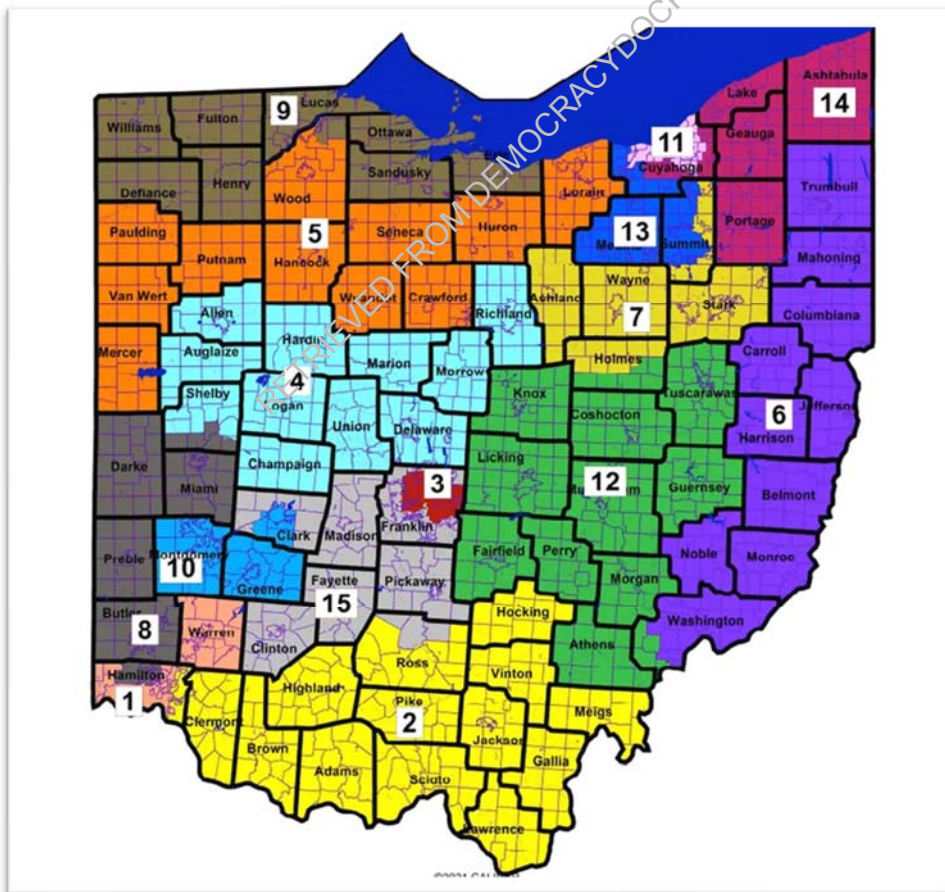 RETRIEVED FROM DEMOCRACYDOC
Ashtabula
14
Lake
Geauga
9
Lucas
Fulton
Williams
Ottawa
11
Cuyahoga
Sandusky
Henry
Defiance
Wood
Lorain
Trumbull
Portage
Paulding
5
Seneca
Huron
13
Summit
Putnam
Hancock
Mahoning
Van Wert
Crawford
Ashland
Wayne
Stark
7
Columbiana
Allen
Richland
Mercer
Auglaize
Marion
Morrow
Holmes
Carroll
4
Shelby
Logan
Union
Delaware
Knox
Coshocton
Tuscarawas
6
Jefferson
Harrison
Champaign
Licking
Darke
Miami
3
12
Guernsey
Belmont
Clark
Madison
Franklin
Preble
Montgomery
10
Greene
Fayette
Pickaway
Fairfield
Perry
Morgan
Noble
Monroe
15
Butler
8
Warren
Clinton
Hocking
Athens
Washington
Ross
Hamilton
1
Vinton
Highland
Pike
2
Clermont
Meigs
Brown
Jackson
Adams
Scioto
Gallia
Lawrence